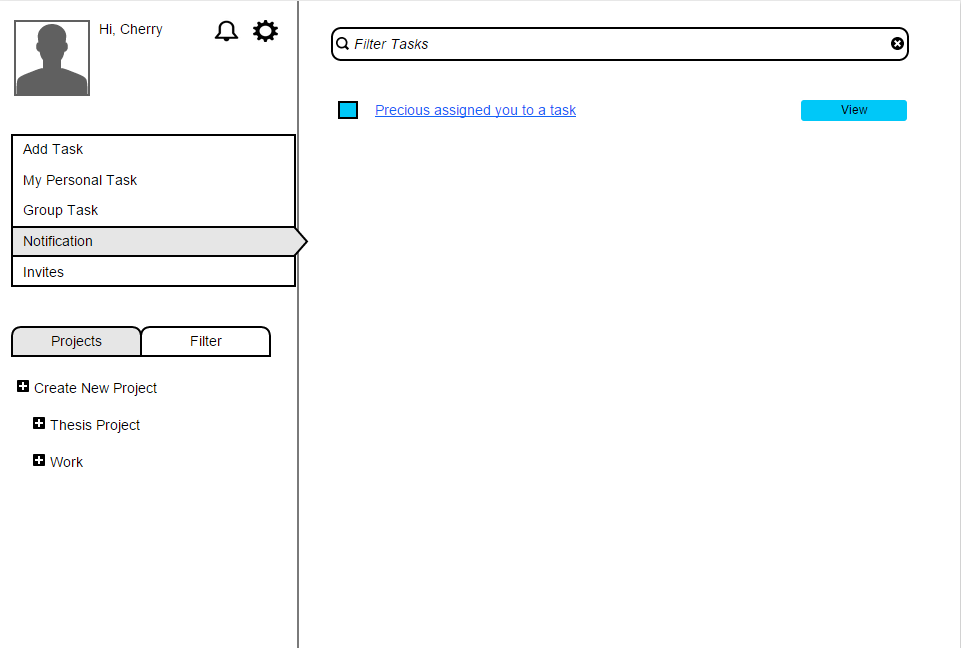 Hi, Cherry
Add Task
My Personal Task
Group Task
Notification
Invites
Projects
Filter
Create New Project
Thesis Project
Work
Filter Tasks
Precious assigned you to a task
View